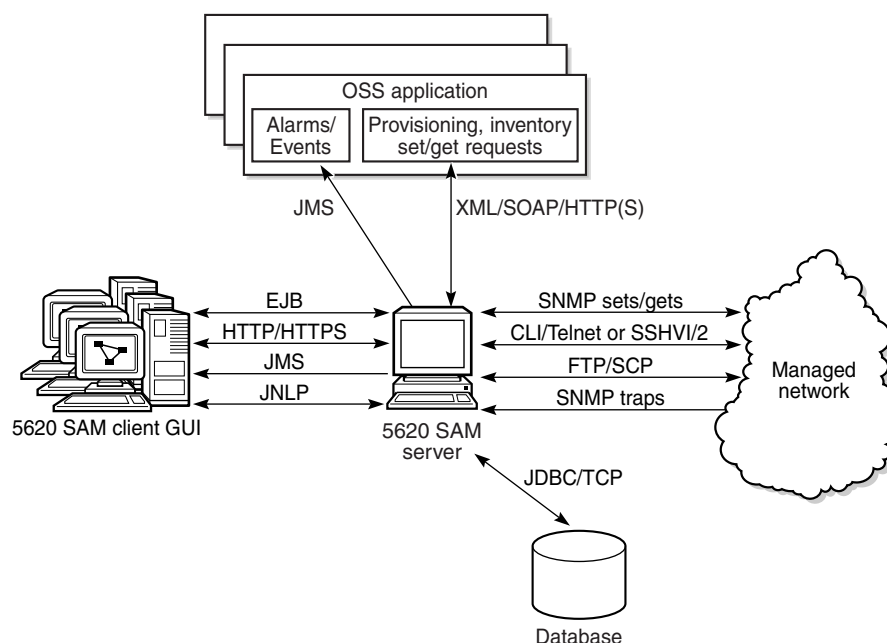 OSS application
Alarms/
Events
Provisioning, inventory
set/get requests
JMS
XML/SOAP/HTTP(S)
EJB
HTTP/HTTPS
JMS
JNLP
5620 SAM client GUI
5620 SAM
server
SNMP sets/gets
CLI/Telnet or SSHVI/2
FTP/SCP
SNMP traps
Managed
network
JDBC/TCP
Database